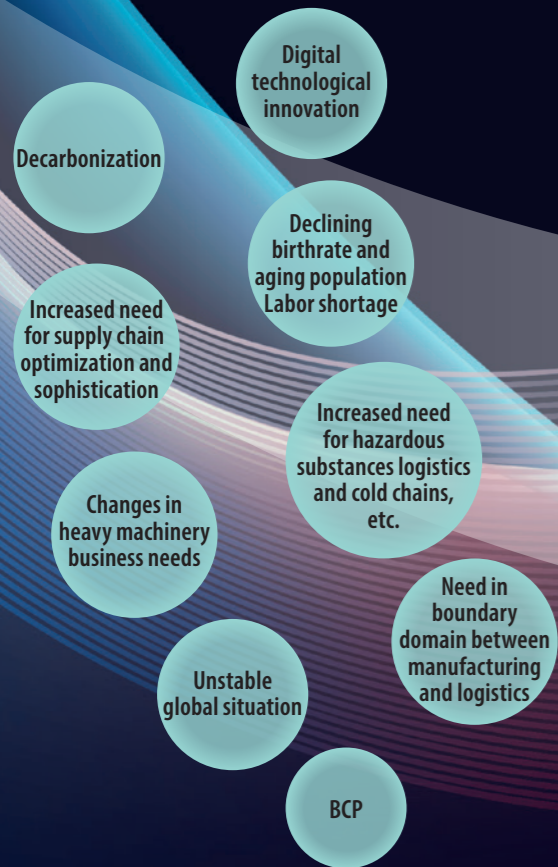 Digital
technological
innovation
Decarbonization
Declining
birthrate and
aging population
Labor shortage
Increased need
for supply chain
optimization and
sophistication
Increased need
for hazardous
substances logistics
and cold chains,
etc.
Changes in
heavy machinery
business needs
Need in
boundary
domain between
manufacturing
and logistics
Unstable
global situation
BCP